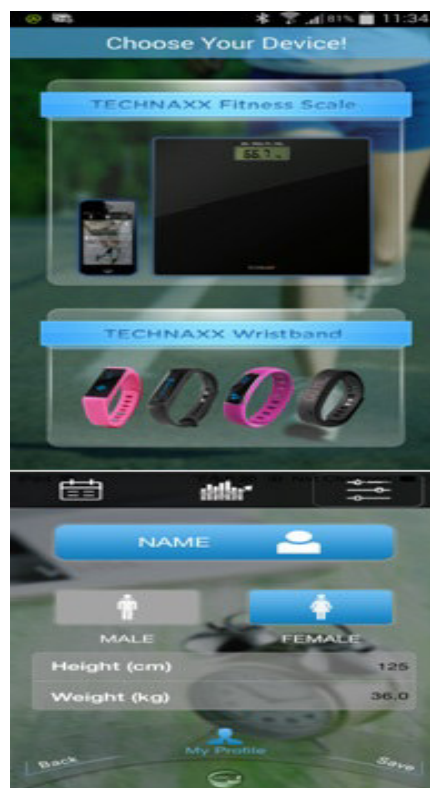 81% 11:34
Choose Your Device!
TECHNAXX Fitness Scale
TECHNAXX Wristband
NAME
MALE FEMALE
Height (cm) 125
Weight (kg) 36.0
My Profile
Back Save